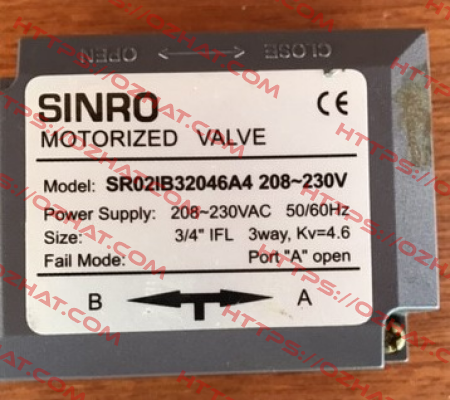 OPEN CLOSE
SINRO CE
MOTORIZED VALVE
Model: SR02IB32046A4 208~230V
Power Supply: 208~230VAC 50/60Hz
Size: 3/4" IFL 3way, Kv=4.6
Fail Mode: Port "A" open
B A
HTTPS://OZHAT.COM